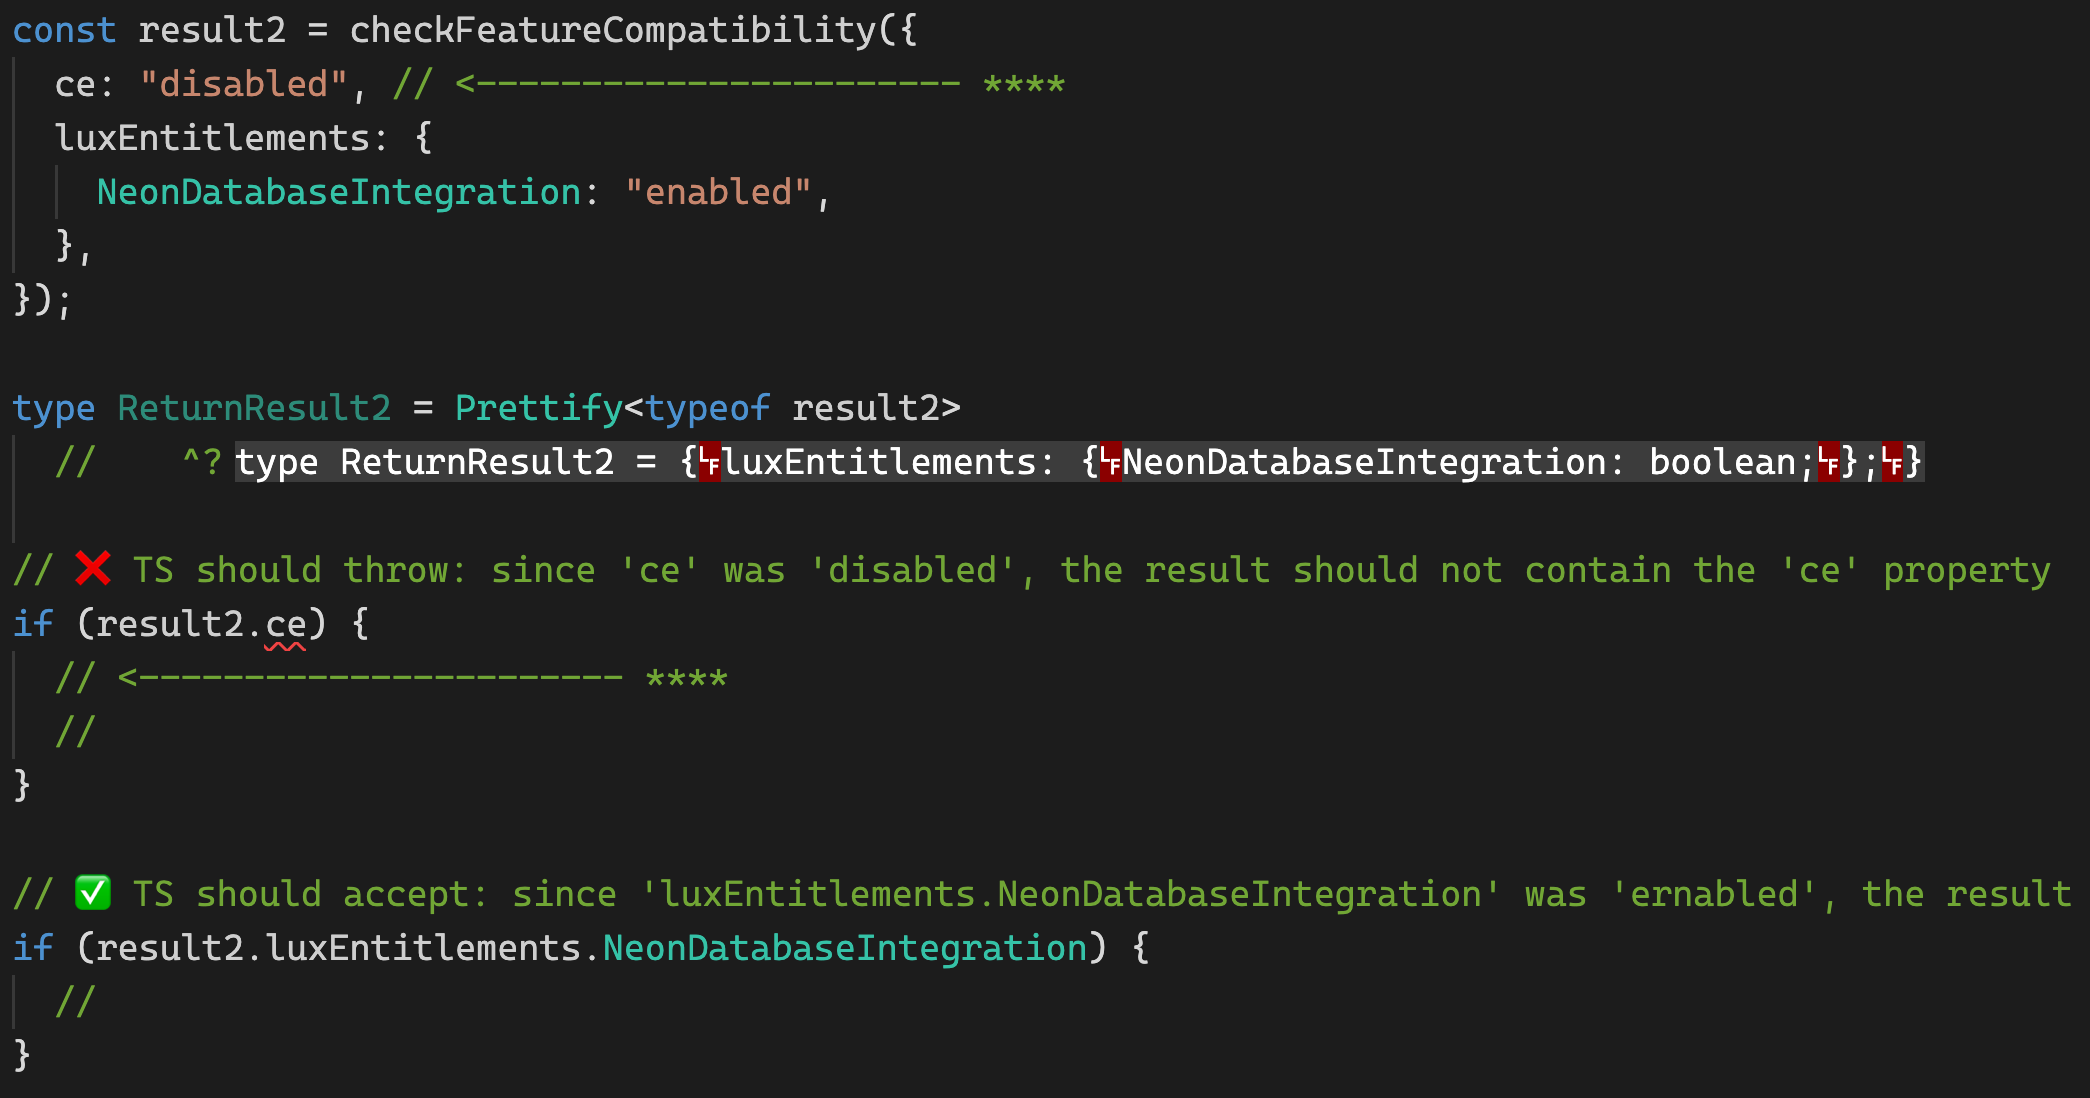 const result2 = checkFeatureCompatibility({
ce: "disabled", // <----------------------- ****
luxEntitlements: {
NeonDatabaseIntegration: "enabled",
},
});
type ReturnResult2 = Prettify<typeof result2>
// ^? type ReturnResult2 = {␊luxEntitlements: {␊NeonDatabaseIntegration: boolean;␊};␊}
// ❌ TS should throw: since 'ce' was 'disabled', the result should not contain the 'ce' property
if (result2.ce) {
// <----------------------- ****
//
}
// ✅ TS should accept: since 'luxEntitlements.NeonDatabaseIntegration' was 'ernabled', the result
if (result2.luxEntitlements.NeonDatabaseIntegration) {
//
}